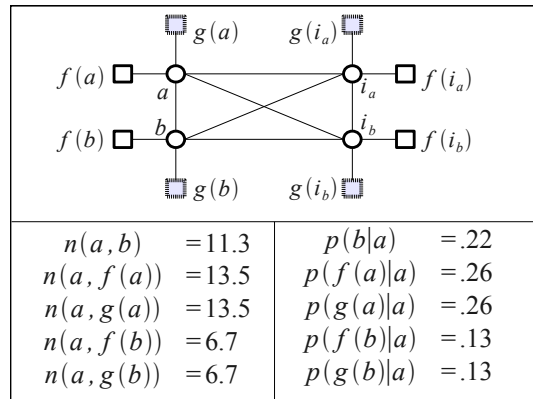 g(a) g(i_a)
f(a) a i_a f(i_a)
f(b) b i_b f(i_b)
g(b) g(i_b)
n(a,b) =11.3
n(a, f(a)) =13.5
n(a, g(a)) =13.5
n(a, f(b)) =6.7
n(a, g(b)) =6.7
p(b|a) =.22
p(f(a)|a) =.26
p(g(a)|a) =.26
p(f(b)|a) =.13
p(g(b)|a) =.13